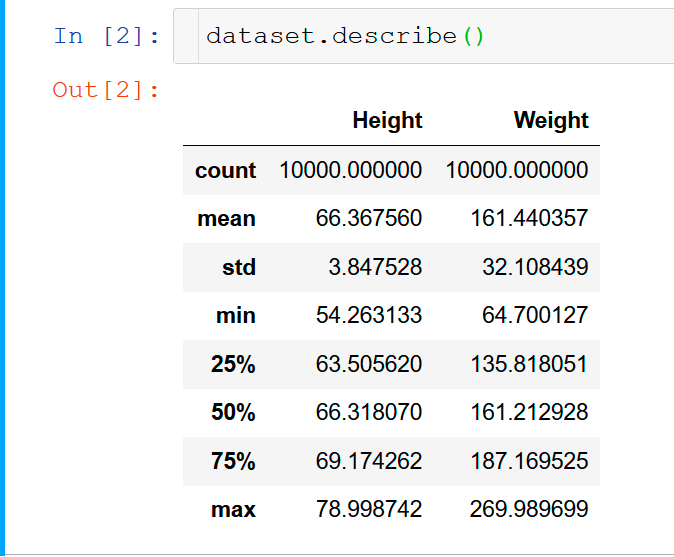 In [2]: dataset.describe()
Out[2]:
Height Weight
count 10000.000000 10000.000000
mean 66.367560 161.440357
std 3.847528 32.108439
min 54.263133 64.700127
25% 63.505620 135.818051
50% 66.318070 161.212928
75% 69.174262 187.169525
max 78.998742 269.989699